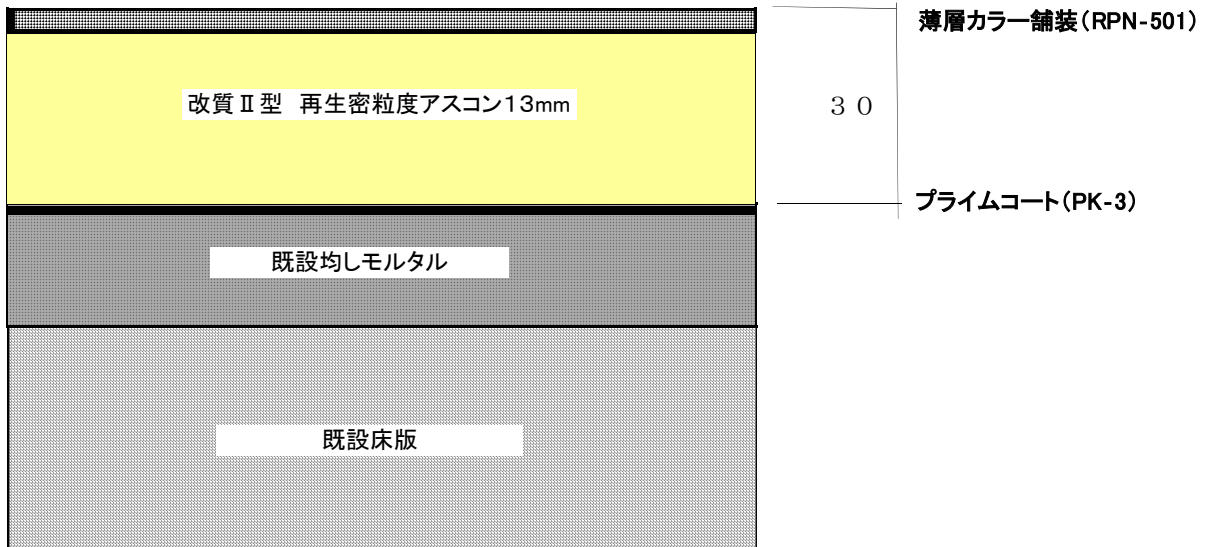 薄層カラー舗装（RPN-501）
改質Ⅱ型　再生密粒度アスコン13mm
３０
プライムコート（PK-3）
既設均しモルタル
既設床版